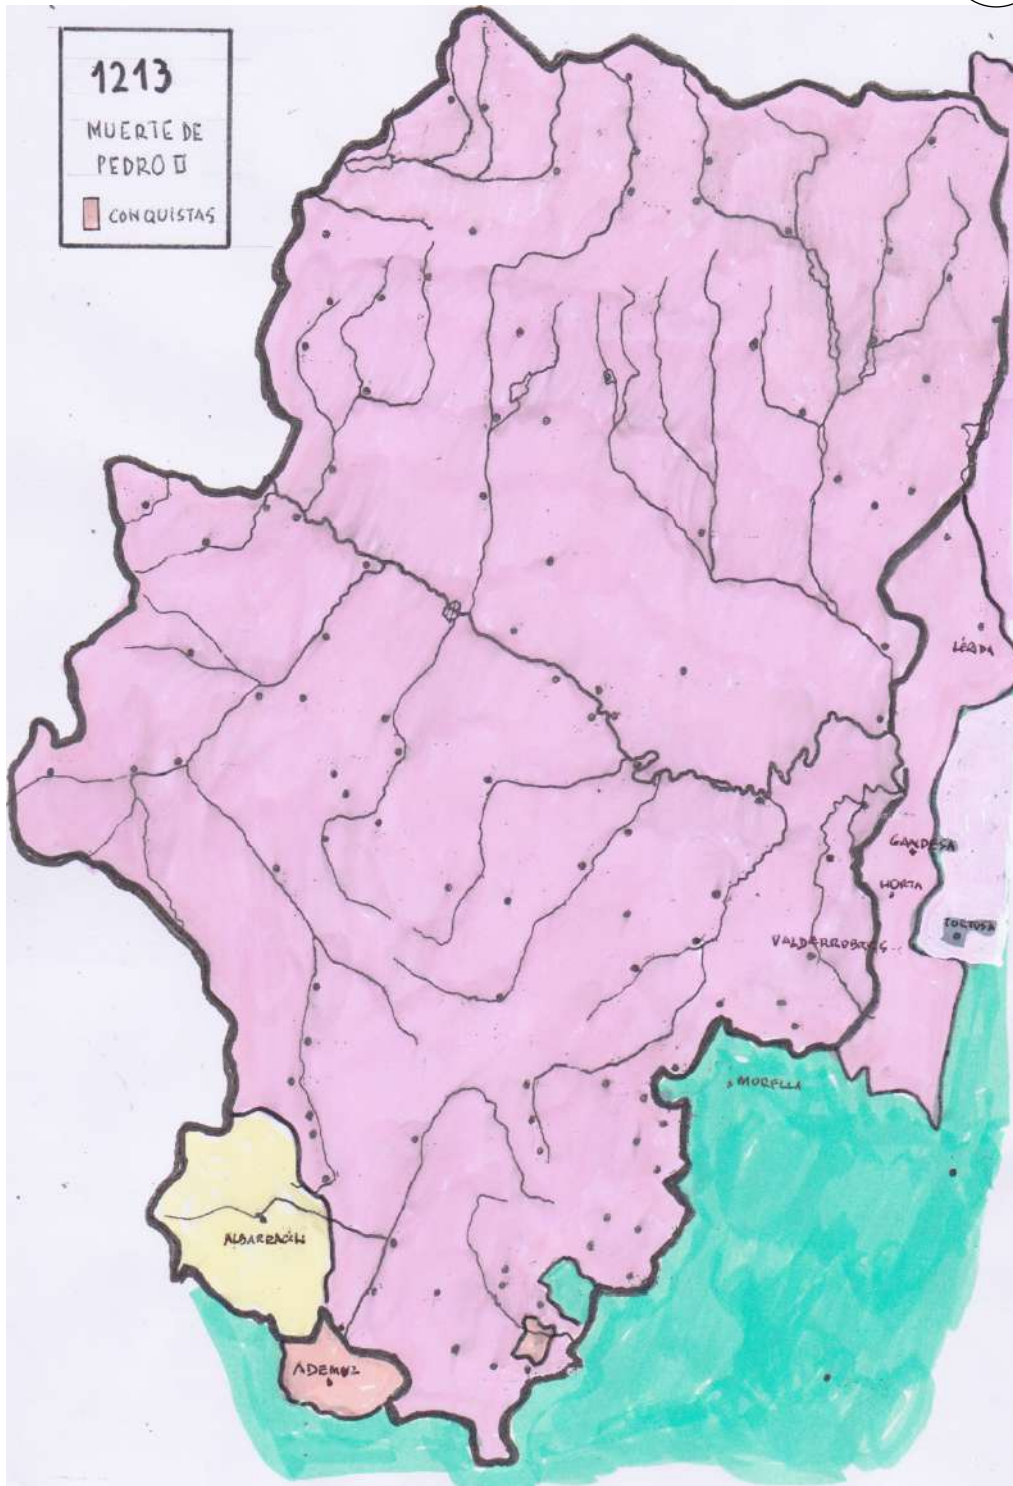 1213
MUERTE DE
PEDRO II
CONQUISTAS
LÉRIDA
GANDESA
HORTA
TORTOSA
VALDERROBRES
MORELLA
ALBARRACÍN
ADEMUZ